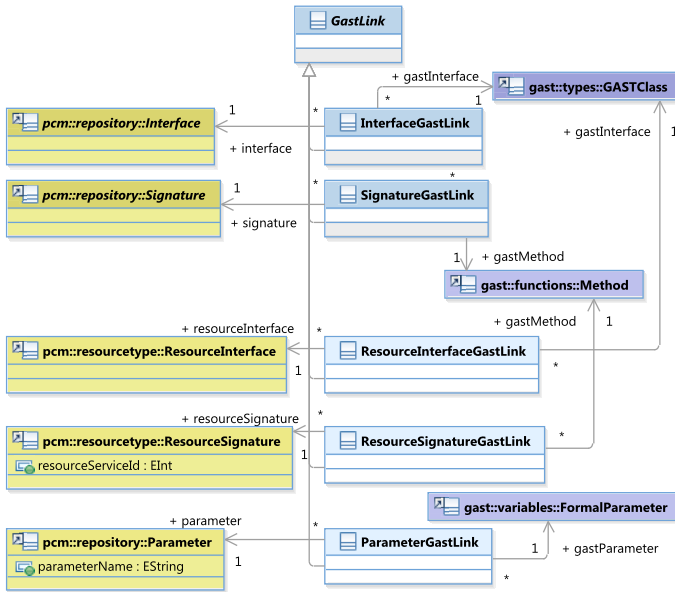 GastLink
+ gastInterface
gast::types::GASTClass
1
*
1
pcm::repository::Interface
*
InterfaceGastLink
+ gastInterface
1
+ interface
*
pcm::repository::Signature
1
*
SignatureGastLink
+ signature
1
+ gastMethod
gast::functions::Method
+ resourceInterface
*
+ gastMethod
1
pcm::resourcetype::ResourceInterface
ResourceInterfaceGastLink
1
*
+ resourceSignature
*
pcm::resourcetype::ResourceSignature
ResourceSignatureGastLink
*
1
resourceServiceId : EInt
gast::variables::FormalParameter
+ parameter
*
pcm::repository::Parameter
ParameterGastLink
1
+ gastParameter
1
parameterName : EString
*